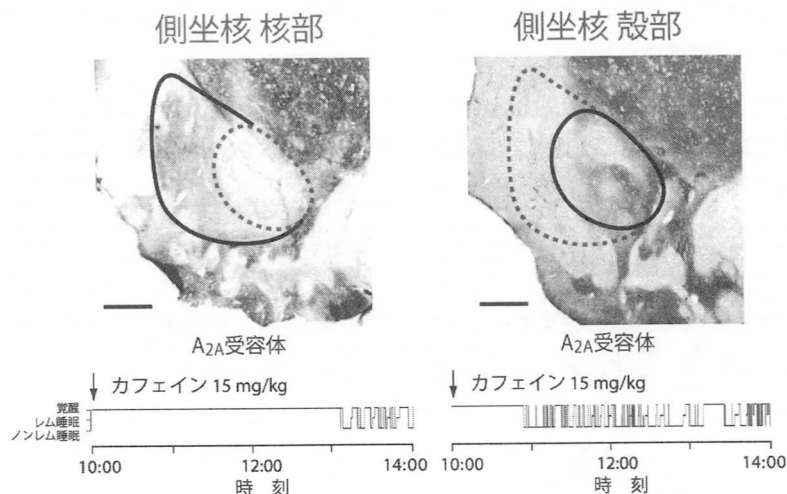 側坐核 核部
A2A受容体
カフェイン 15 mg/kg
覚醒
レム睡眠
ノンレム睡眠
10:00 12:00 14:00
時 刻
側坐核 殻部
A2A受容体
カフェイン 15 mg/kg
10:00 12:00 14:00
時 刻